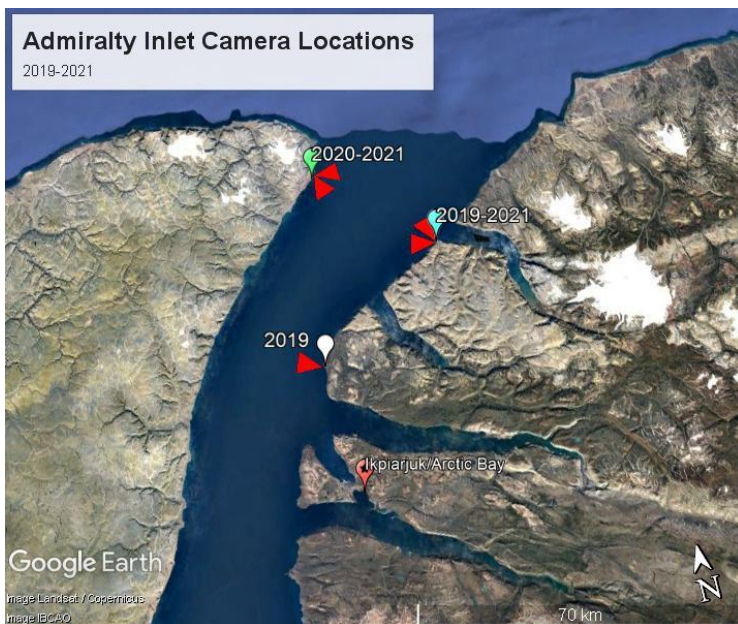 Admiralty Inlet Camera Locations
2019-2021
2020-2021
2019-2021
2019
Ikpiarjuk/Arctic Bay
Google Earth
Image Landsat / Copernicus
Image IBCAO
70 km
N